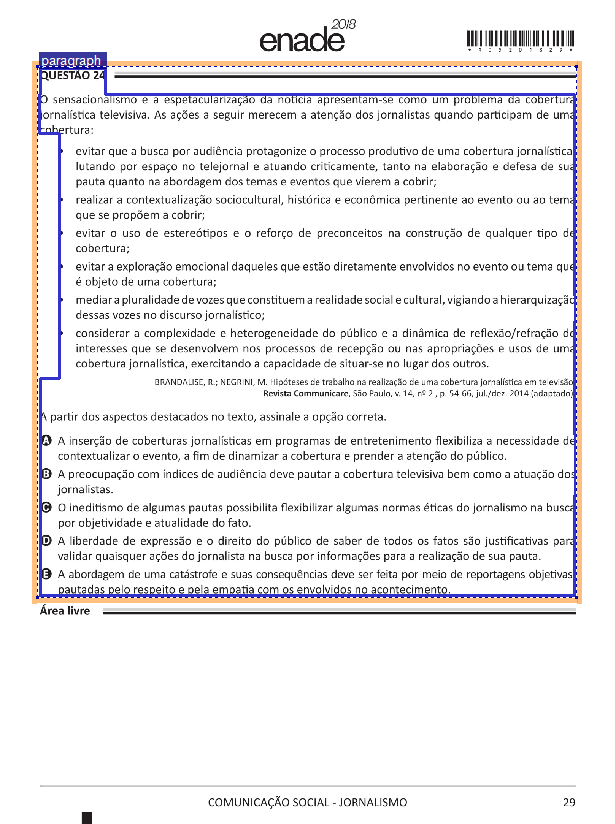 enade 2018
*R0520182 9*
paragraph
QUESTÃO 24
O sensacionalismo e a espetacularização da notícia apresentam-se como um problema da cobertura
jornalística televisiva. As ações a seguir merecem a atenção dos jornalistas quando participam de uma
cobertura:
• evitar que a busca por audiência protagonize o processo produtivo de uma cobertura jornalística,
lutando por espaço no telejornal e atuando criticamente, tanto na elaboração e defesa de sua
pauta quanto na abordagem dos temas e eventos que vierem a cobrir;
• realizar a contextualização sociocultural, histórica e econômica pertinente ao evento ou ao tema
que se propõem a cobrir;
• evitar o uso de estereótipos e o reforço de preconceitos na construção de qualquer tipo de
cobertura;
• evitar a exploração emocional daqueles que estão diretamente envolvidos no evento ou tema que
é objeto de uma cobertura;
• mediar a pluralidade de vozes que constituem a realidade social e cultural, vigiando a hierarquização
dessas vozes no discurso jornalístico;
• considerar a complexidade e heterogeneidade do público e a dinâmica de reflexão/refração de
interesses que se desenvolvem nos processos de recepção ou nas apropriações e usos de uma
cobertura jornalística, exercitando a capacidade de situar-se no lugar dos outros.
BRANDALISE, R.; NEGRINI, M. Hipóteses de trabalho na realização de uma cobertura jornalística em televisão.
Revista Communicare, São Paulo, v. 14, nº 2 , p. 54-66, jul./dez. 2014 (adaptado).
A partir dos aspectos destacados no texto, assinale a opção correta.
A A inserção de coberturas jornalísticas em programas de entretenimento flexibiliza a necessidade de
contextualizar o evento, a fim de dinamizar a cobertura e prender a atenção do público.
B A preocupação com índices de audiência deve pautar a cobertura televisiva bem como a atuação dos
jornalistas.
C O ineditismo de algumas pautas possibilita flexibilizar algumas normas éticas do jornalismo na busca
por objetividade e atualidade do fato.
D A liberdade de expressão e o direito do público de saber de todos os fatos são justificativas para
validar quaisquer ações do jornalista na busca por informações para a realização de sua pauta.
E A abordagem de uma catástrofe e suas consequências deve ser feita por meio de reportagens objetivas,
pautadas pelo respeito e pela empatia com os envolvidos no acontecimento.
Área livre
COMUNICAÇÃO SOCIAL - JORNALISMO
29